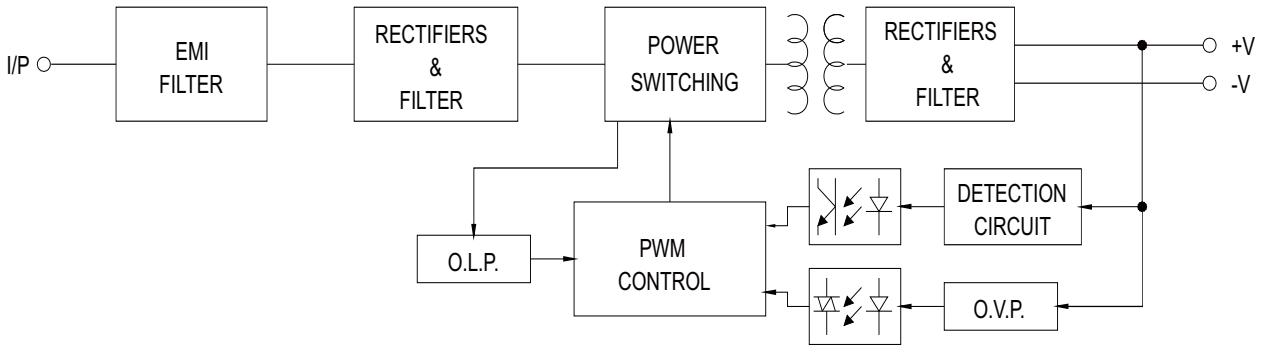 I/P
EMI
FILTER
RECTIFIERS
&
FILTER
POWER
SWITCHING
RECTIFIERS
&
FILTER
+V
-V
DETECTION
CIRCUIT
O.L.P.
PWM
CONTROL
O.V.P.